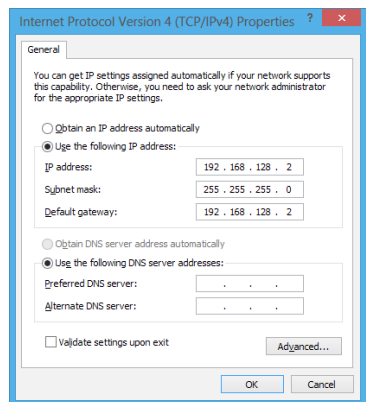 Internet Protocol Version 4 (TCP/IPv4) Properties ? ×
General
You can get IP settings assigned automatically if your network supports
this capability. Otherwise, you need to ask your network administrator
for the appropriate IP settings.
Obtain an IP address automatically
Use the following IP address:
IP address: 192 . 168 . 128 . 2
Subnet mask: 255 . 255 . 255 . 0
Default gateway: 192 . 168 . 128 . 2
Obtain DNS server address automatically
Use the following DNS server addresses:
Preferred DNS server: . . .
Alternate DNS server: . . .
Validate settings upon exit
Advanced...
OK Cancel